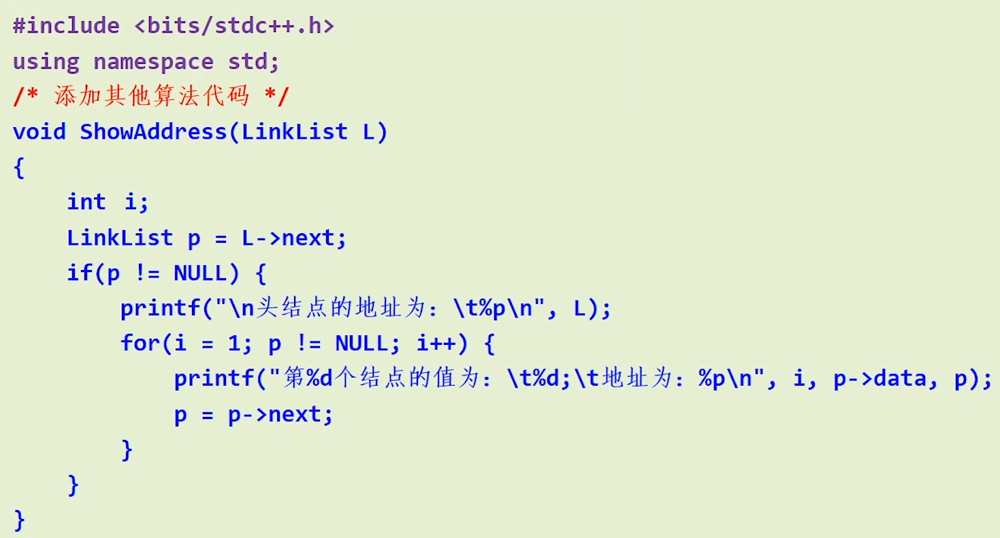 #include <bits/stdc++.h>
using namespace std;
/* 添加其他算法代码 */
void ShowAddress(LinkList L)
{
    int i;
    LinkList p = L->next;
    if(p != NULL) {
        printf("\n头结点的地址为：\t%p\n", L);
        for(i = 1; p != NULL; i++) {
            printf("第%d个结点的值为：\t%d;\t地址为：%p\n", i, p->data, p);
            p = p->next;
        }
    }
}